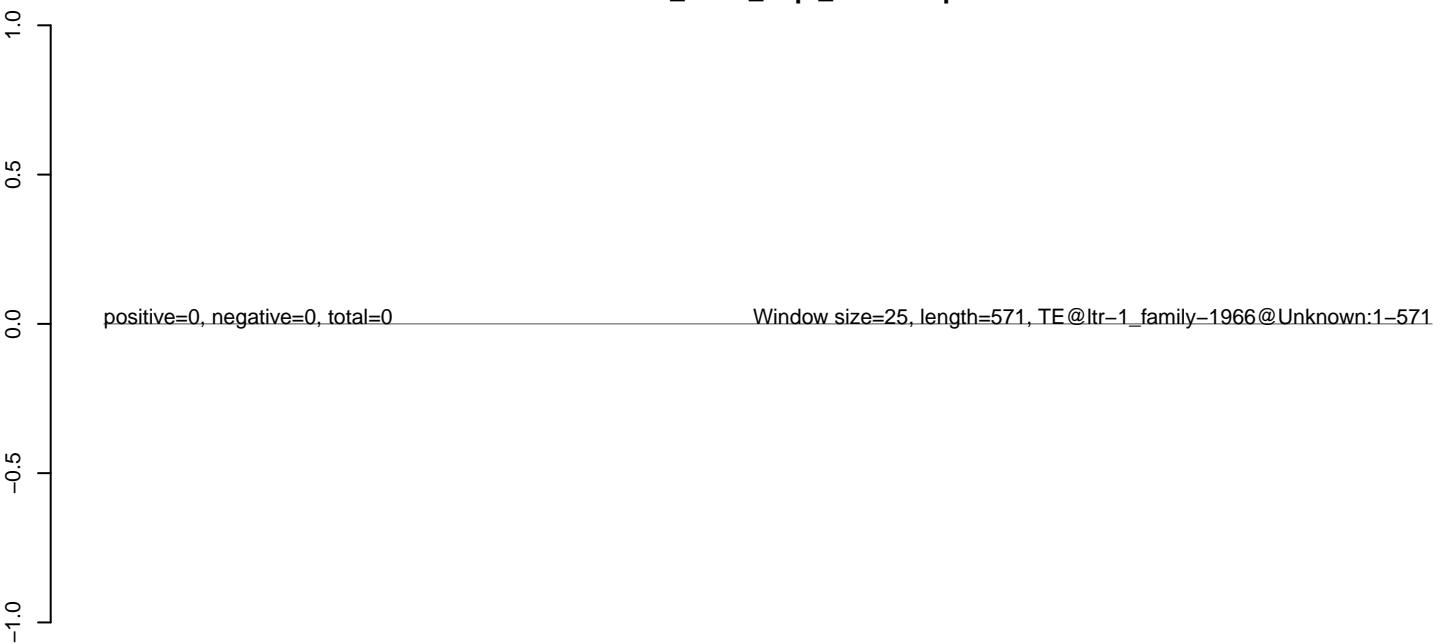 1.0
0.5
0.0
−0.5
−1.0
positive=0, negative=0, total=0
Window size=25, length=571, TE@ltr−1_family−1966@Unknown:1−571